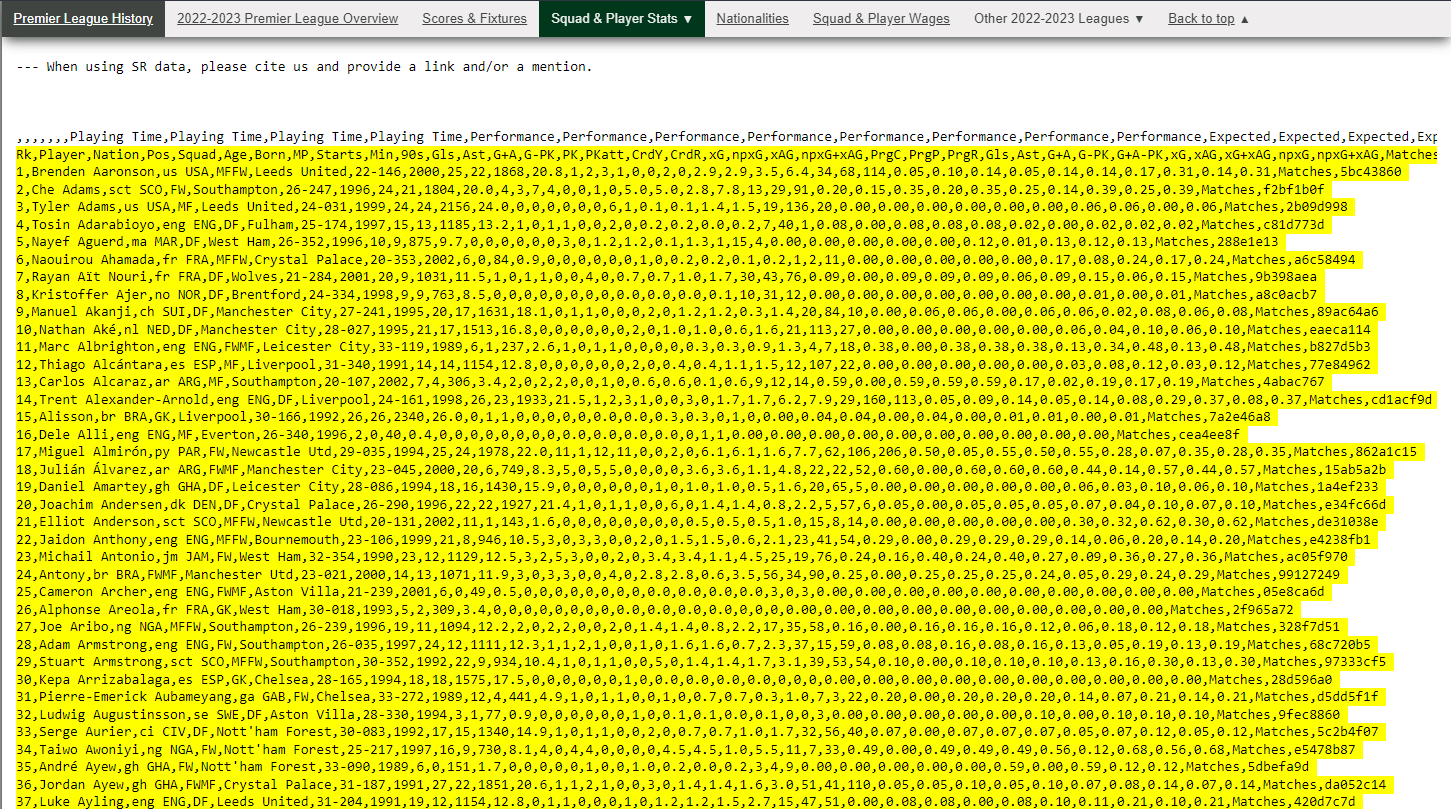 Premier League History
2022-2023 Premier League Overview
Scores & Fixtures
Squad & Player Stats ▼
Nationalities
Squad & Player Wages
Other 2022-2023 Leagues ▼
Back to top ▲
--- When using SR data, please cite us and provide a link and/or a mention.
,,,,,,,Playing Time,Playing Time,Playing Time,Playing Time,Performance,Performance,Performance,Performance,Performance,Performance,Performance,Performance,Expected,Expected,Expected,Exp
Rk,Player,Nation,Pos,Squad,Age,Born,MP,Starts,Min,90s,Gls,Ast,G+A,G-PK,PK,PKatt,CrdY,CrdR,xG,npxG,xAG,npxG+xAG,PrgC,PrgP,PrgR,Gls,Ast,G+A,G-PK,G+A-PK,xG,xAG,xG+xAG,npxG,npxG+xAG,Matches
1,Brenden Aaronson,us USA,MFFW,Leeds United,22-146,2000,25,22,1868,20.8,1,2,3,1,0,0,2,0,2.9,2.9,3.5,6.4,34,68,114,0.05,0.10,0.14,0.05,0.14,0.14,0.17,0.31,0.14,0.31,Matches,5bc43860
2,Che Adams,sct SCO,FW,Southampton,26-247,1996,24,21,1804,20.0,4,3,7,4,0,0,1,0,5.0,5.0,2.8,7.8,13,29,91,0.20,0.15,0.35,0.20,0.35,0.25,0.14,0.39,0.25,0.39,Matches,f2bf1b0f
3,Tyler Adams,us USA,MF,Leeds United,24-031,1999,24,24,2156,24.0,0,0,0,0,0,0,6,1,0.1,0.1,1.4,1.5,19,136,20,0.00,0.00,0.00,0.00,0.00,0.00,0.06,0.06,0.00,0.06,Matches,2b09d998
4,Tosin Adarabioyo,eng ENG,DF,Fulham,25-174,1997,15,13,1185,13.2,1,0,1,1,0,0,2,0,0.2,0.2,0.0,0.2,7,40,1,0.08,0.00,0.08,0.08,0.08,0.02,0.00,0.02,0.02,0.02,Matches,c81d773d
5,Nayef Aguerd,ma MAR,DF,West Ham,26-352,1996,10,9,875,9.7,0,0,0,0,0,0,3,0,1.2,1.2,0.1,1.3,1,15,4,0.00,0.00,0.00,0.00,0.00,0.12,0.01,0.13,0.12,0.13,Matches,288e1e13
6,Naouirou Ahamada,fr FRA,MFFW,Crystal Palace,20-353,2002,6,0,84,0.9,0,0,0,0,0,0,1,0,0.2,0.2,0.1,0.2,1,2,11,0.00,0.00,0.00,0.00,0.00,0.17,0.08,0.24,0.17,0.24,Matches,a6c58494
7,Rayan Aït Nouri,fr FRA,DF,Wolves,21-284,2001,20,9,1031,11.5,1,0,1,1,0,0,4,0,0.7,0.7,1.0,1.7,30,43,76,0.09,0.00,0.09,0.09,0.09,0.06,0.09,0.15,0.06,0.15,Matches,9b398aea
8,Kristoffer Ajer,no NOR,DF,Brentford,24-334,1998,9,9,763,8.5,0,0,0,0,0,0,0,0,0.0,0.0,0.1,0.1,10,31,12,0.00,0.00,0.00,0.00,0.00,0.00,0.01,0.01,0.00,0.01,Matches,a8c0acb7
9,Manuel Akanji,ch SUI,DF,Manchester City,27-241,1995,20,17,1631,18.1,0,1,1,0,0,0,2,0,1.2,1.2,0.3,1.4,20,84,10,0.00,0.06,0.06,0.00,0.06,0.06,0.02,0.08,0.06,0.08,Matches,89ac64a6
10,Nathan Aké,nl NED,DF,Manchester City,28-027,1995,21,17,1513,16.8,0,0,0,0,0,0,2,0,1.0,1.0,0.6,1.6,21,113,27,0.00,0.00,0.00,0.00,0.00,0.06,0.04,0.10,0.06,0.10,Matches,eaeca114
11,Marc Albrighton,eng ENG,FWMF,Leicester City,33-119,1989,6,1,237,2.6,1,0,1,1,0,0,0,0,0.3,0.3,0.9,1.3,4,7,18,0.38,0.00,0.38,0.38,0.38,0.13,0.34,0.48,0.13,0.48,Matches,b827d5b3
12,Thiago Alcántara,es ESP,MF,Liverpool,31-340,1991,14,14,1154,12.8,0,0,0,0,0,0,2,0,0.4,0.4,1.1,1.5,12,107,22,0.00,0.00,0.00,0.00,0.00,0.03,0.08,0.12,0.03,0.12,Matches,77e84962
13,Carlos Alcaraz,ar ARG,MF,Southampton,20-107,2002,7,4,306,3.4,2,0,2,2,0,0,1,0,0.6,0.6,0.1,0.6,9,12,14,0.59,0.00,0.59,0.59,0.59,0.17,0.02,0.19,0.17,0.19,Matches,4abac767
14,Trent Alexander-Arnold,eng ENG,DF,Liverpool,24-161,1998,26,23,1933,21.5,1,2,3,1,0,0,3,0,1.7,1.7,6.2,7.9,29,160,113,0.05,0.09,0.14,0.05,0.14,0.08,0.29,0.37,0.08,0.37,Matches,cd1acf9d
15,Alisson,br BRA,GK,Liverpool,30-166,1992,26,26,2340,26.0,0,1,1,0,0,0,0,0,0.0,0.0,0.3,0.3,0,1,0,0.00,0.04,0.04,0.00,0.04,0.00,0.01,0.01,0.00,0.01,Matches,7a2e46a8
16,Dele Alli,eng ENG,MF,Everton,26-340,1996,2,0,40,0.4,0,0,0,0,0,0,0,0,0.0,0.0,0.0,0.0,0,1,1,0.00,0.00,0.00,0.00,0.00,0.00,0.00,0.00,0.00,0.00,Matches,cea4ee8f
17,Miguel Almirón,py PAR,FW,Newcastle Utd,29-035,1994,25,24,1978,22.0,11,1,12,11,0,0,2,0,6.1,6.1,1.6,7.7,62,106,206,0.50,0.05,0.55,0.50,0.55,0.28,0.07,0.35,0.28,0.35,Matches,862a1c15
18,Julián Álvarez,ar ARG,FWMF,Manchester City,23-045,2000,20,6,749,8.3,5,0,5,5,0,0,0,0,3.6,3.6,1.1,4.8,22,22,52,0.60,0.00,0.60,0.60,0.60,0.44,0.14,0.57,0.44,0.57,Matches,15ab5a2b
19,Daniel Amartey,gh GHA,DF,Leicester City,28-086,1994,18,16,1430,15.9,0,0,0,0,0,0,1,0,1.0,1.0,0.5,1.6,20,65,5,0.00,0.00,0.00,0.00,0.00,0.06,0.03,0.10,0.06,0.10,Matches,1a4ef233
20,Joachim Andersen,dk DEN,DF,Crystal Palace,26-290,1996,22,22,1927,21.4,1,0,1,1,0,0,6,0,1.4,1.4,0.8,2.2,5,57,6,0.05,0.00,0.05,0.05,0.05,0.07,0.04,0.10,0.07,0.10,Matches,e34fc66d
21,Elliot Anderson,sct SCO,MFFW,Newcastle Utd,20-131,2002,11,1,143,1.6,0,0,0,0,0,0,0,0,0.5,0.5,0.5,1.0,15,8,14,0.00,0.00,0.00,0.00,0.00,0.30,0.32,0.62,0.30,0.62,Matches,de31038e
22,Jaidon Anthony,eng ENG,MFFW,Bournemouth,23-106,1999,21,8,946,10.5,3,0,3,3,0,0,2,0,1.5,1.5,0.6,2.1,23,41,54,0.29,0.00,0.29,0.29,0.29,0.14,0.06,0.20,0.14,0.20,Matches,e4238fb1
23,Michail Antonio,jm JAM,FW,West Ham,32-354,1990,23,12,1129,12.5,3,2,5,3,0,0,2,0,3.4,3.4,1.1,4.5,25,19,76,0.24,0.16,0.40,0.24,0.40,0.27,0.09,0.36,0.27,0.36,Matches,ac05f970
24,Antony,br BRA,FWMF,Manchester Utd,23-021,2000,14,13,1071,11.9,3,0,3,3,0,0,4,0,2.8,2.8,0.6,3.5,56,34,90,0.25,0.00,0.25,0.25,0.25,0.24,0.05,0.29,0.24,0.29,Matches,99127249
25,Cameron Archer,eng ENG,FWMF,Aston Villa,21-239,2001,6,0,49,0.5,0,0,0,0,0,0,0,0,0.0,0.0,0.0,0.0,3,0,3,0.00,0.00,0.00,0.00,0.00,0.00,0.00,0.00,0.00,0.00,Matches,05e8ca6d
26,Alphonse Areola,fr FRA,GK,West Ham,30-018,1993,5,2,309,3.4,0,0,0,0,0,0,0,0,0.0,0.0,0.0,0.0,0,0,0,0.00,0.00,0.00,0.00,0.00,0.00,0.00,0.00,0.00,0.00,Matches,2f965a72
27,Joe Aribo,ng NGA,MFFW,Southampton,26-239,1996,19,11,1094,12.2,2,0,2,2,0,0,2,0,1.4,1.4,0.8,2.2,17,35,58,0.16,0.00,0.16,0.16,0.16,0.12,0.06,0.18,0.12,0.18,Matches,328f7d51
28,Adam Armstrong,eng ENG,FW,Southampton,26-035,1997,24,12,1111,12.3,1,1,2,1,0,0,1,0,1.6,1.6,0.7,2.3,37,15,59,0.08,0.08,0.16,0.08,0.16,0.13,0.05,0.19,0.13,0.19,Matches,68c720b5
29,Stuart Armstrong,sct SCO,MFFW,Southampton,30-352,1992,22,9,934,10.4,1,0,1,1,0,0,5,0,1.4,1.4,1.7,3.1,39,53,54,0.10,0.00,0.10,0.10,0.10,0.13,0.16,0.30,0.13,0.30,Matches,97333cf5
30,Kepa Arrizabalaga,es ESP,GK,Chelsea,28-165,1994,18,18,1575,17.5,0,0,0,0,0,0,1,0,0.0,0.0,0.0,0.0,0,0,0,0.00,0.00,0.00,0.00,0.00,0.00,0.00,0.00,0.00,0.00,Matches,28d596a0
31,Pierre-Emerick Aubameyang,ga GAB,FW,Chelsea,33-272,1989,12,4,441,4.9,1,0,1,1,0,0,1,0,0.7,0.7,0.3,1.0,7,3,22,0.20,0.00,0.20,0.20,0.20,0.14,0.07,0.21,0.14,0.21,Matches,d5dd5f1f
32,Ludwig Augustinsson,se SWE,DF,Aston Villa,28-330,1994,3,1,77,0.9,0,0,0,0,0,0,1,0,0.1,0.1,0.0,0.1,0,0,3,0.00,0.00,0.00,0.00,0.00,0.10,0.00,0.10,0.10,0.10,Matches,9fec8860
33,Serge Aurier,ci CIV,DF,Nott'ham Forest,30-083,1992,17,15,1340,14.9,1,0,1,1,0,0,2,0,0.7,0.7,1.0,1.7,32,56,40,0.07,0.00,0.07,0.07,0.07,0.05,0.07,0.12,0.05,0.12,Matches,5c2b4f07
34,Taiwo Awoniyi,ng NGA,FW,Nott'ham Forest,25-217,1997,16,9,730,8.1,4,0,4,4,0,0,0,0,4.5,4.5,1.0,5.5,11,7,33,0.49,0.00,0.49,0.49,0.49,0.56,0.12,0.68,0.56,0.68,Matches,e5478b87
35,André Ayew,gh GHA,FW,Nott'ham Forest,33-090,1989,6,0,151,1.7,0,0,0,0,0,0,1,0,1.0,0.2,0.0,0.2,3,4,9,0.00,0.00,0.00,0.00,0.00,0.59,0.00,0.59,0.12,0.12,Matches,5dbefa9d
36,Jordan Ayew,gh GHA,FWMF,Crystal Palace,31-187,1991,27,22,1851,20.6,1,1,2,1,0,0,3,0,1.4,1.4,1.6,3.0,51,41,110,0.05,0.05,0.10,0.05,0.10,0.07,0.08,0.14,0.07,0.14,Matches,da052c14
37,Luke Ayling,eng ENG,DF,Leeds United,31-204,1991,19,12,1154,12.8,0,1,1,0,0,0,1,0,1.2,1.2,1.5,2.7,15,47,51,0.00,0.08,0.08,0.00,0.08,0.10,0.11,0.21,0.10,0.21,Matches,420d7c7d